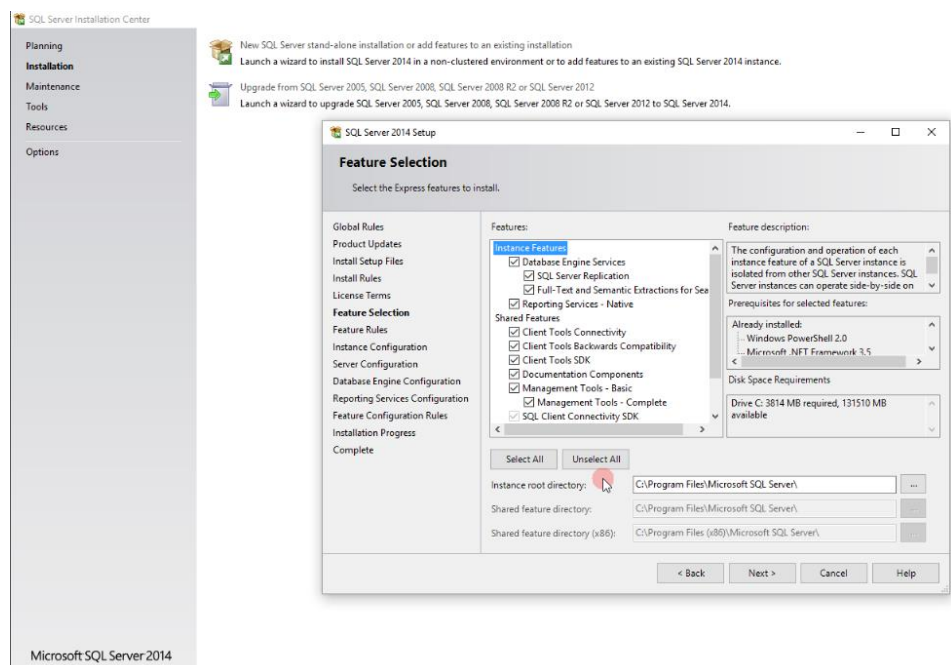 SQL Server Installation Center
Planning
Installation
Maintenance
Tools
Resources
Options
New SQL Server stand-alone installation or add features to an existing installation
Launch a wizard to install SQL Server 2014 in a non-clustered environment or to add features to an existing SQL Server 2014 instance.
Upgrade from SQL Server 2005, SQL Server 2008, SQL Server 2008 R2 or SQL Server 2012
Launch a wizard to upgrade SQL Server 2005, SQL Server 2008, SQL Server 2008 R2 or SQL Server 2012 to SQL Server 2014.
SQL Server 2014 Setup
Feature Selection
Select the Express features to install.
Global Rules
Product Updates
Install Setup Files
Install Rules
License Terms
Feature Selection
Feature Rules
Instance Configuration
Server Configuration
Database Engine Configuration
Reporting Services Configuration
Feature Configuration Rules
Installation Progress
Complete
Features:
Instance Features
Database Engine Services
SQL Server Replication
Full-Text and Semantic Extractions for Sea
Reporting Services - Native
Shared Features
Client Tools Connectivity
Client Tools Backwards Compatibility
Client Tools SDK
Documentation Components
Management Tools - Basic
Management Tools - Complete
SQL Client Connectivity SDK
Feature description:
The configuration and operation of each
instance feature of a SQL Server instance is
isolated from other SQL Server instances. SQL
Server instances can operate side-by-side on
Prerequisites for selected features:
Already installed:
Windows PowerShell 2.0
Microsoft .NET Framework 3.5
Disk Space Requirements
Drive C: 3814 MB required, 131510 MB
available
Select All
Unselect All
Instance root directory:
C:\Program Files\Microsoft SQL Server\
...
Shared feature directory:
C:\Program Files\Microsoft SQL Server\
...
Shared feature directory (x86):
C:\Program Files (x86)\Microsoft SQL Server\
...
< Back
Next >
Cancel
Help
Microsoft SQL Server 2014